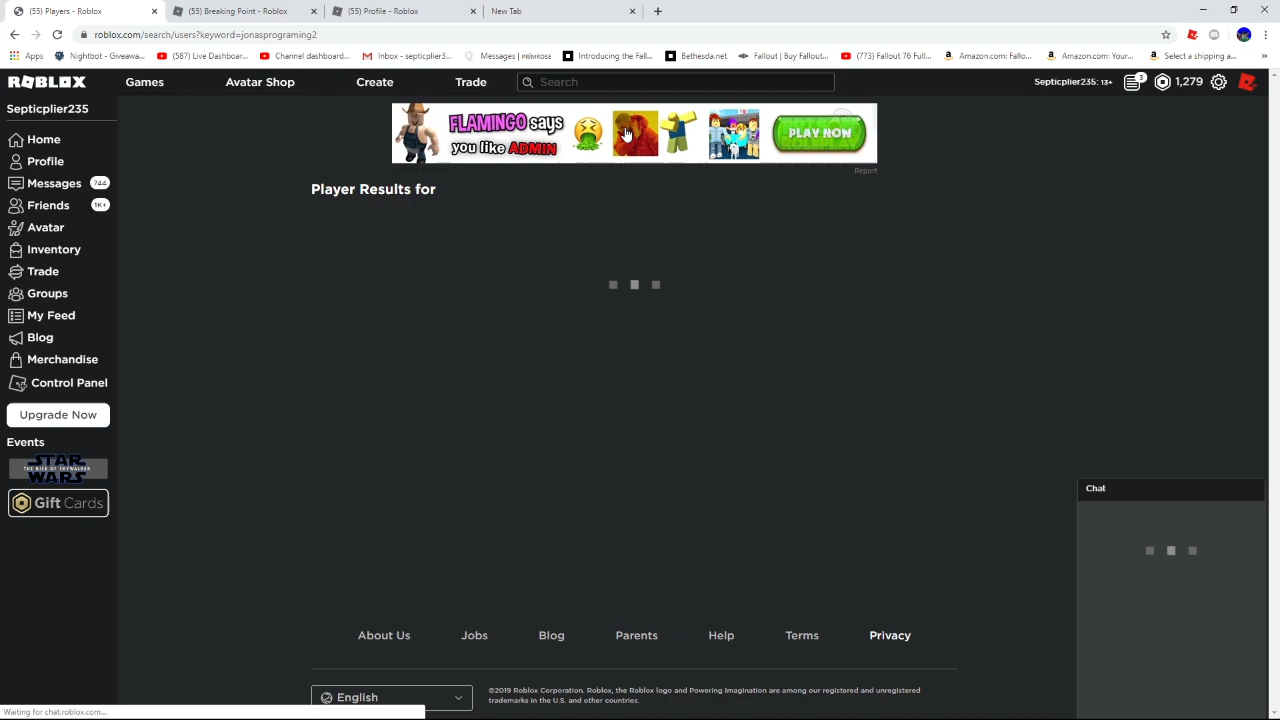 (55) Players - Roblox
(55) Breaking Point - Roblox
(55) Profile - Roblox
New Tab
roblox.com/search/users?keyword=jonasprograming2
Apps
Nightbot - Giveawa...
(587) Live Dashboar...
Channel dashboard...
Inbox - septicplier3...
Messages | PRIMROSE
Introducing the Fall...
Bethesda.net
Fallout | Buy Fallout...
(773) Fallout 76 Full...
Amazon.com: Fallo...
Amazon.com: Your...
Select a shipping a...
ROBLOX
Games
Avatar Shop
Create
Trade
Search
Septicplier235: 13+
3
1,279
Septicplier235
Home
Profile
Messages 744
Friends 1K+
Avatar
Inventory
Trade
Groups
My Feed
Blog
Merchandise
Control Panel
Upgrade Now
Events
STAR
THE RISE OF SKYWALKER
WARS
Gift Cards
FLAMINGO says
you like ADMIN
PLAY NOW
Report
Player Results for
Chat
About Us
Jobs
Blog
Parents
Help
Terms
Privacy
English
©2019 Roblox Corporation. Roblox, the Roblox logo and Powering Imagination are among our registered and unregistered
trademarks in the U.S. and other countries.
Waiting for chat.roblox.com...